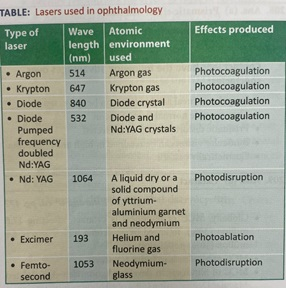 TABLE: Lasers used in ophthalmology
Type of laser | Wave length (nm) | Atomic environment used | Effects produced
• Argon | 514 | Argon gas | Photocoagulation
• Krypton | 647 | Krypton gas | Photocoagulation
• Diode | 840 | Diode crystal | Photocoagulation
• Diode Pumped frequency doubled Nd:YAG | 532 | Diode and Nd:YAG crystals | Photocoagulation
• Nd: YAG | 1064 | A liquid dry or a solid compound of yttrium-aluminium garnet and neodymium | Photodisruption
• Excimer | 193 | Helium and fluorine gas | Photoablation
• Femto-second | 1053 | Neodymium-glass | Photodisruption